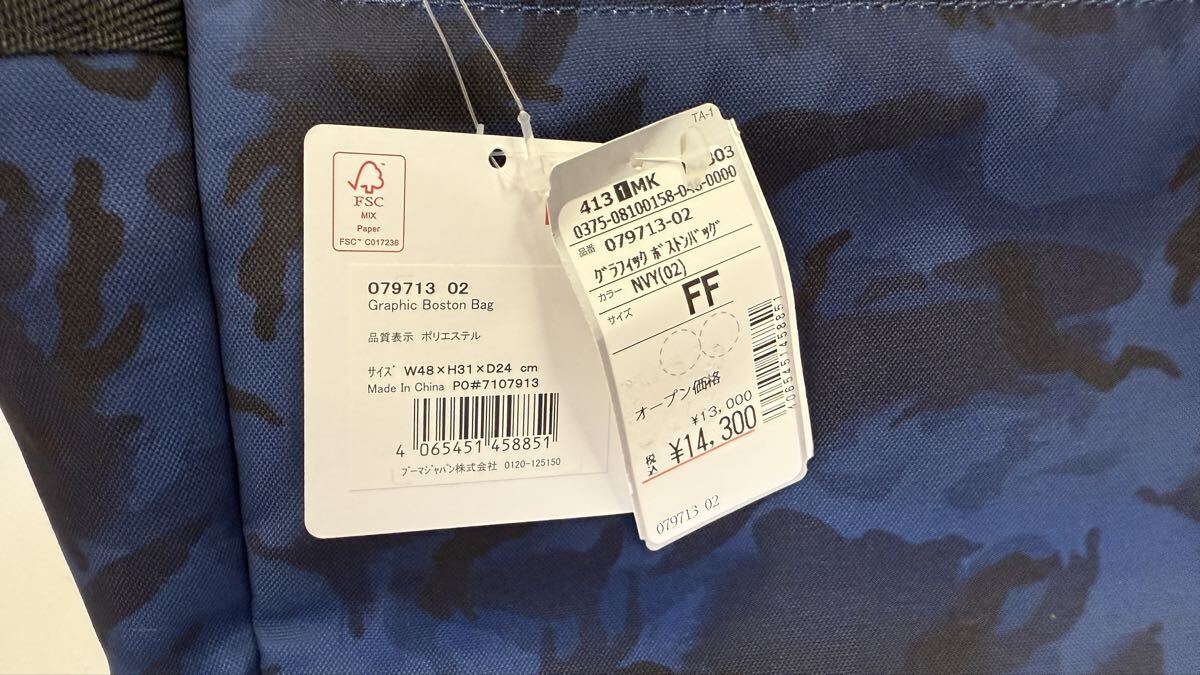 FSC
MIX
Paper
FSC™ C017236
079713 02
Graphic Boston Bag
品質表示 ポリエステル
サイズ W48×H31×D24 cm
Made In China PO#7107913
4 065451 458851
プーマジャパン株式会社 0120-125150
TA-1
413 1 MK
303
0375-08100158-0 -0000
品番 079713-02
グラフィック ボストンバッグ
カラー NVY(02)
サイズ FF
オープン価格
¥13,000
税込 ¥14,300
4065451458851
079713 02